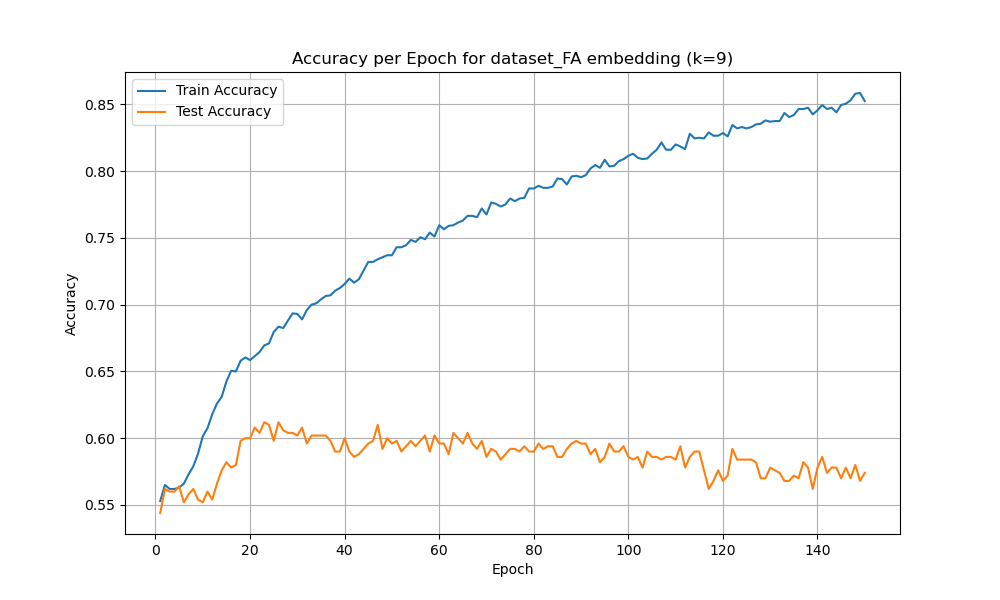 Accuracy per Epoch for dataset_FA embedding (k=9)
Train Accuracy
Test Accuracy
0.85
0.80
0.75
0.70
0.65
0.60
0.55
Accuracy
0 20 40 60 80 100 120 140
Epoch